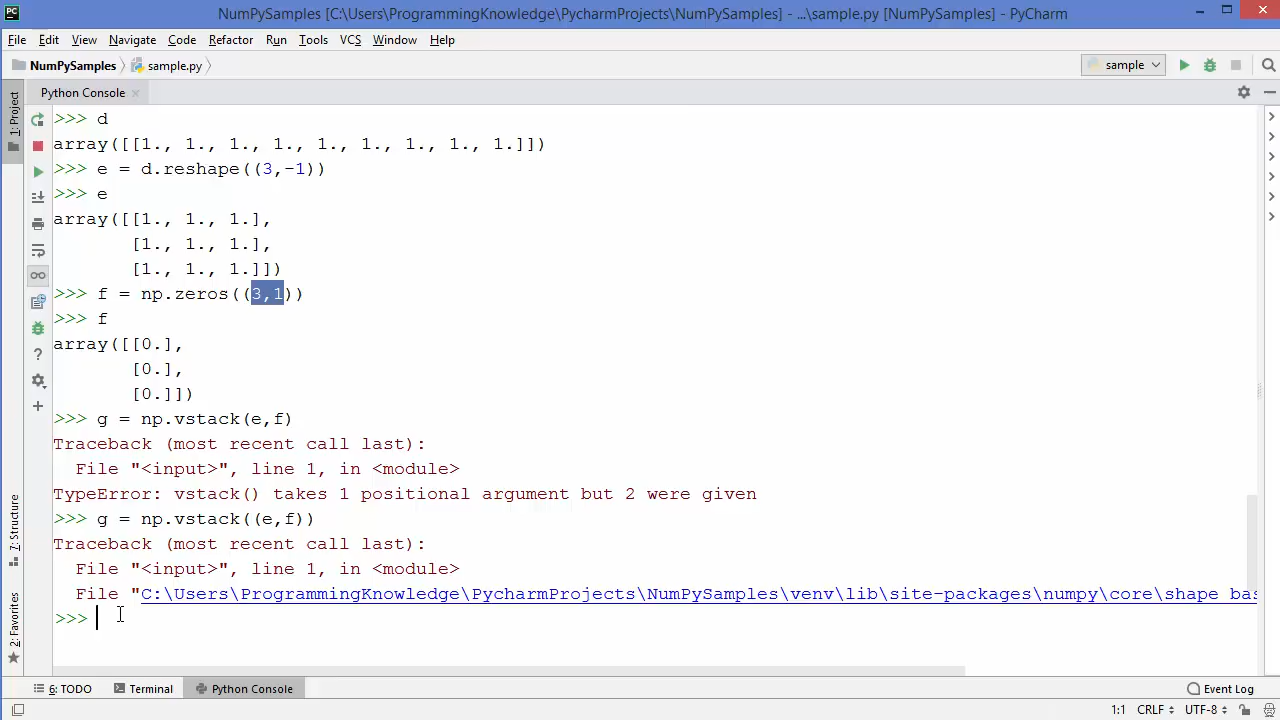 PC NumPySamples [C:\Users\ProgrammingKnowledge\PycharmProjects\NumPySamples] - ...\sample.py [NumPySamples] - PyCharm
File Edit View Navigate Code Refactor Run Tools VCS Window Help
NumPySamples sample.py sample
Python Console
1: Project
>>> d
array([[1., 1., 1., 1., 1., 1., 1., 1., 1.]])
>>> e = d.reshape((3,-1))
>>> e
array([[1., 1., 1.],
[1., 1., 1.],
[1., 1., 1.]])
>>> f = np.zeros((3,1))
>>> f
array([[0.],
[0.],
[0.]])
>>> g = np.vstack(e,f)
Traceback (most recent call last):
File "<input>", line 1, in <module>
TypeError: vstack() takes 1 positional argument but 2 were given
>>> g = np.vstack((e,f))
Traceback (most recent call last):
File "<input>", line 1, in <module>
File "C:\Users\ProgrammingKnowledge\PycharmProjects\NumPySamples\venv\lib\site-packages\numpy\core\shape_bas
>>>
7: Structure
2: Favorites
6: TODO Terminal Python Console Event Log
1:1 CRLF UTF-8